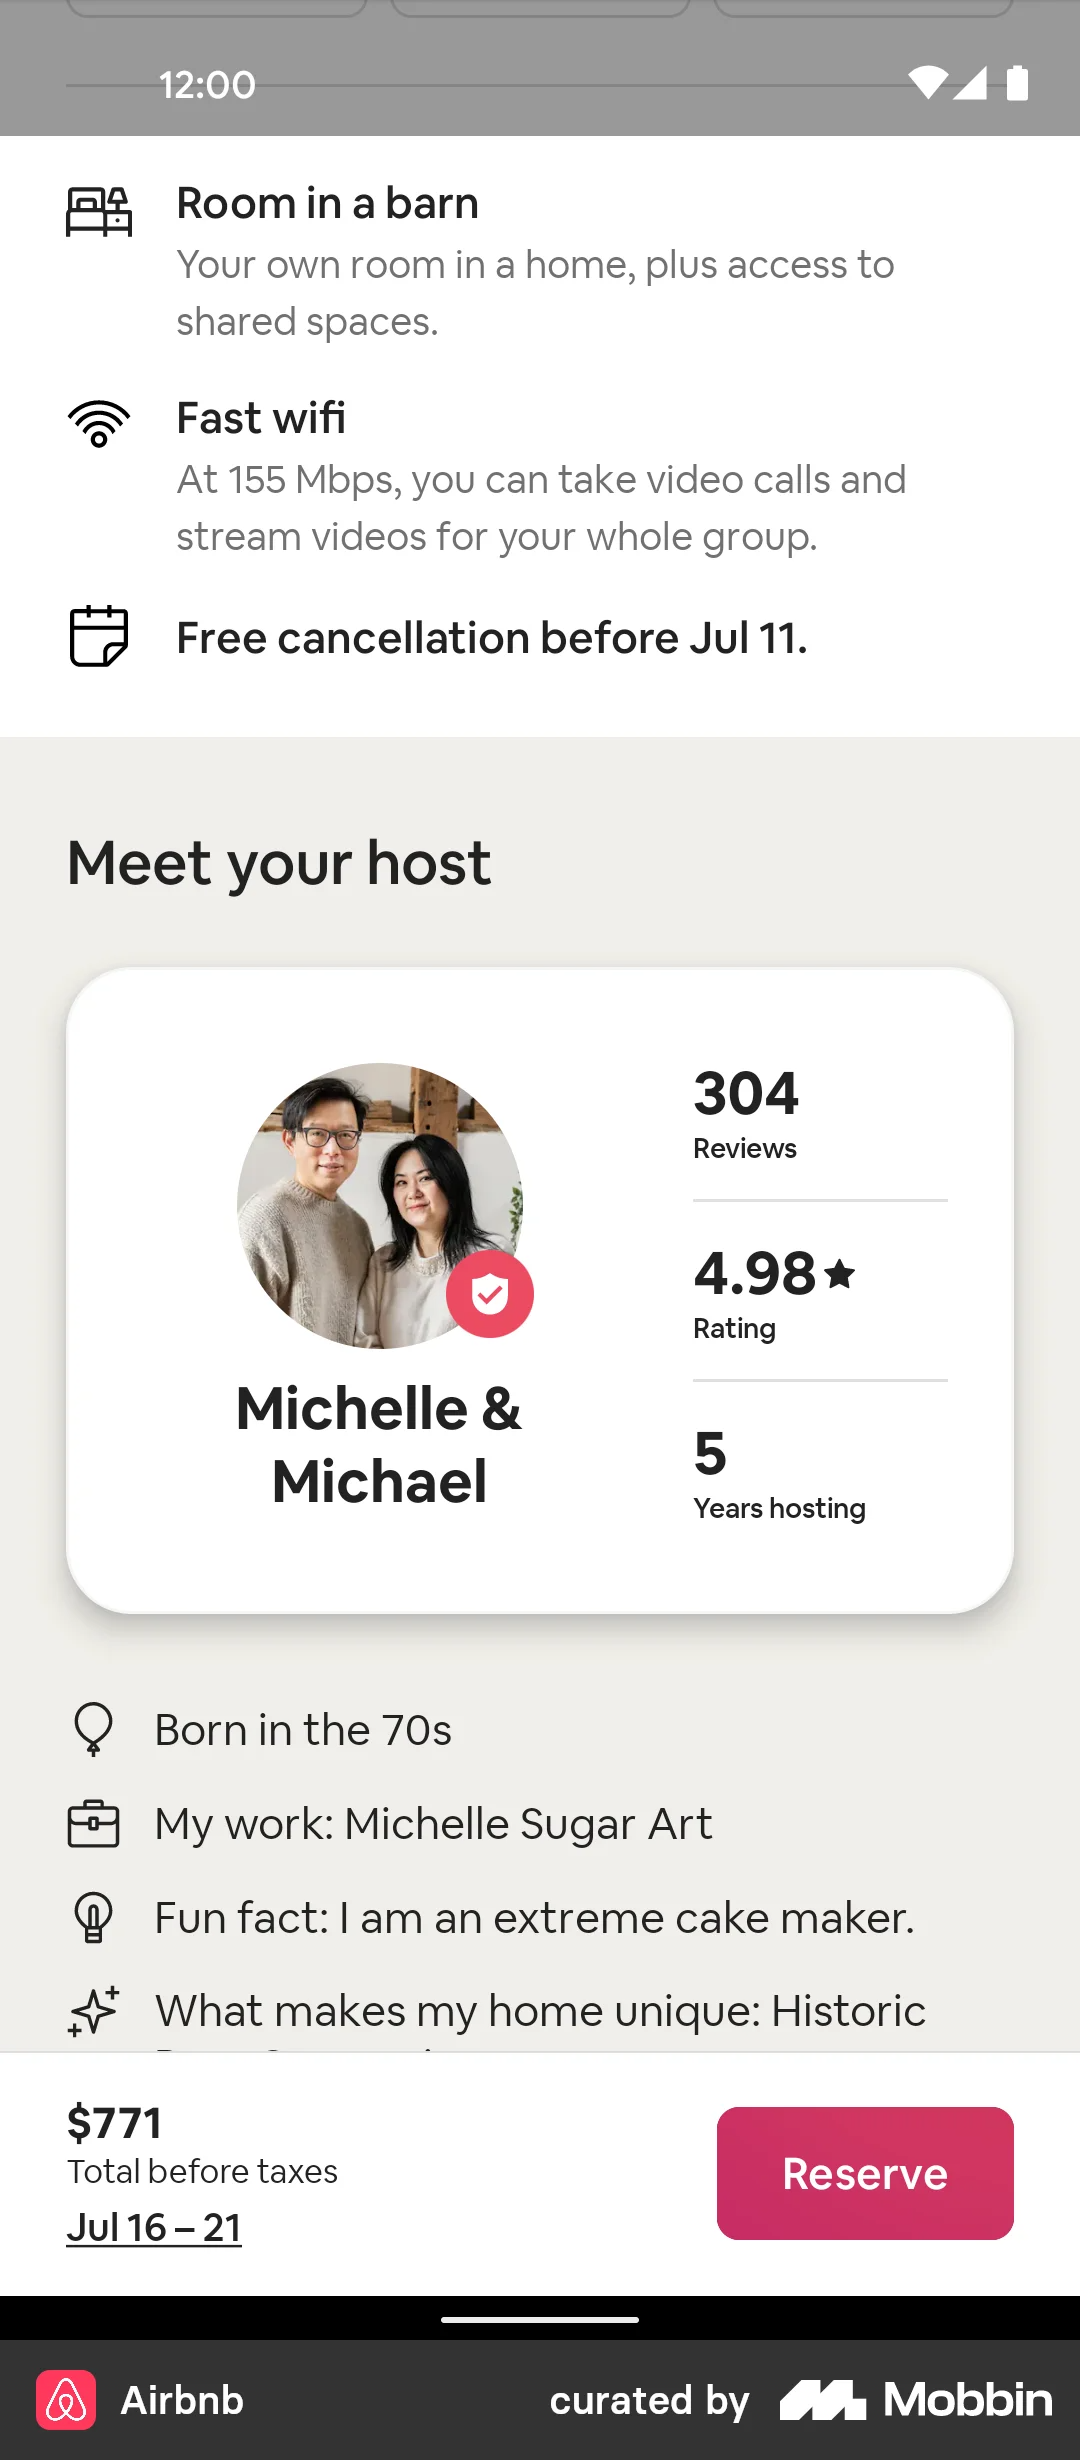 12:00
Room in a barn
Your own room in a home, plus access to
shared spaces.
Fast wifi
At 155 Mbps, you can take video calls and
stream videos for your whole group.
Free cancellation before Jul 11.
Meet your host
304
Reviews
4.98★
Rating
5
Years hosting
Michelle &
Michael
Born in the 70s
My work: Michelle Sugar Art
Fun fact: I am an extreme cake maker.
What makes my home unique: Historic
$771
Total before taxes
Jul 16 – 21
Reserve
Airbnb
curated by Mobbin